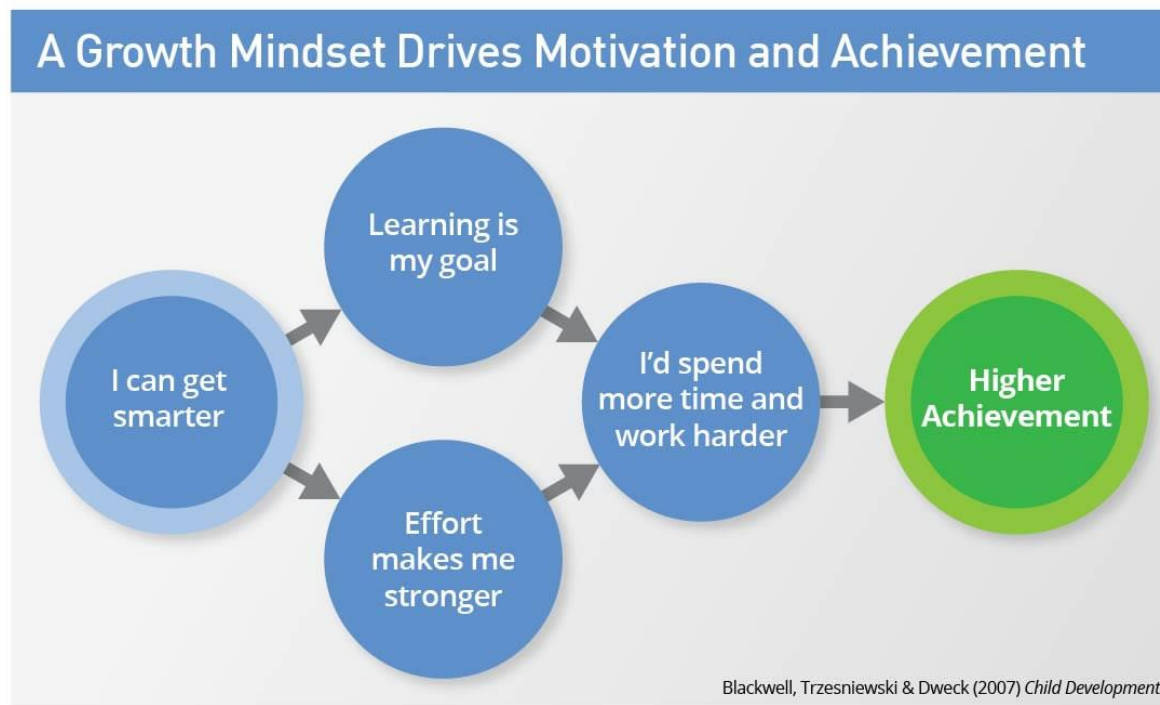 A Growth Mindset Drives Motivation and Achievement
Learning is
my goal
I can get
smarter
Effort
makes me
stronger
I'd spend
more time and
work harder
Higher
Achievement
Blackwell, Trzesniewski & Dweck (2007) Child Development